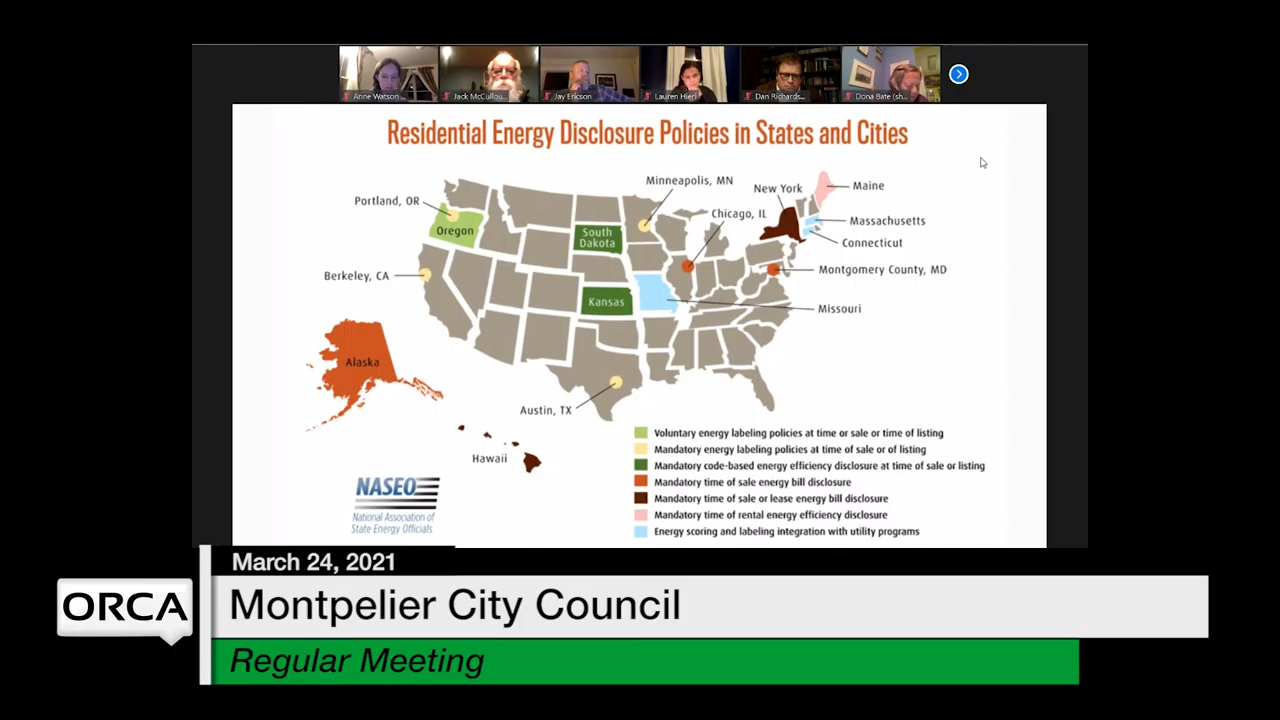 Anne Watson
Jack McCullou...
Jay Ericson
Lauren Hierl
Dan Richards...
Dona Bate (sh...
Residential Energy Disclosure Policies in States and Cities
Minneapolis, MN
New York
Maine
Portland, OR
Chicago, IL
Oregon
South
Dakota
Massachusetts
Connecticut
Berkeley, CA
Montgomery County, MD
Kansas
Missouri
Alaska
Austin, TX
Hawaii
Voluntary energy labeling policies at time or sale or time of listing
Mandatory energy labeling policies at time of sale or of listing
Mandatory code-based energy efficiency disclosure at time of sale or listing
Mandatory time of sale energy bill disclosure
Mandatory time of sale or lease energy bill disclosure
Mandatory time of rental energy efficiency disclosure
Energy scoring and labeling integration with utility programs
NASEO
National Association of
State Energy Officials
March 24, 2021
ORCA
Montpelier City Council
Regular Meeting